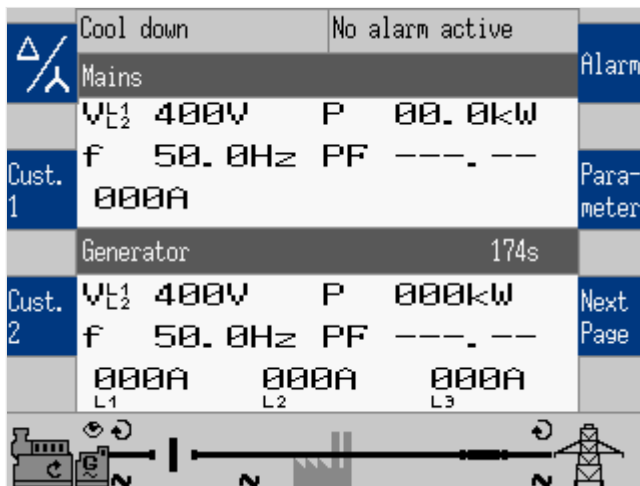 Cool down No alarm active
Alarm
Mains
VL1L2 400V P 00.0kW
f 50.0Hz PF ---.--
Cust. 1
Para-meter
000A
Generator 174s
VL1L2 400V P 000kW
Cust. 2
Next Page
f 50.0Hz PF ---.--
000A 000A 000A
L1 L2 L3
G